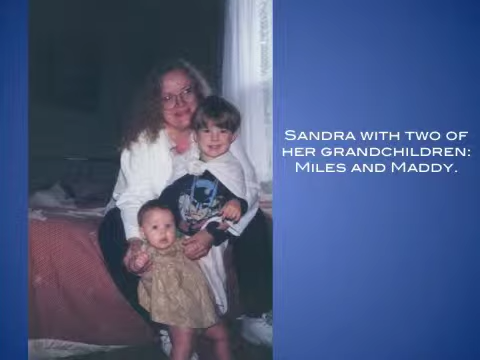 Sandra with two of
her grandchildren:
Miles and Maddy.